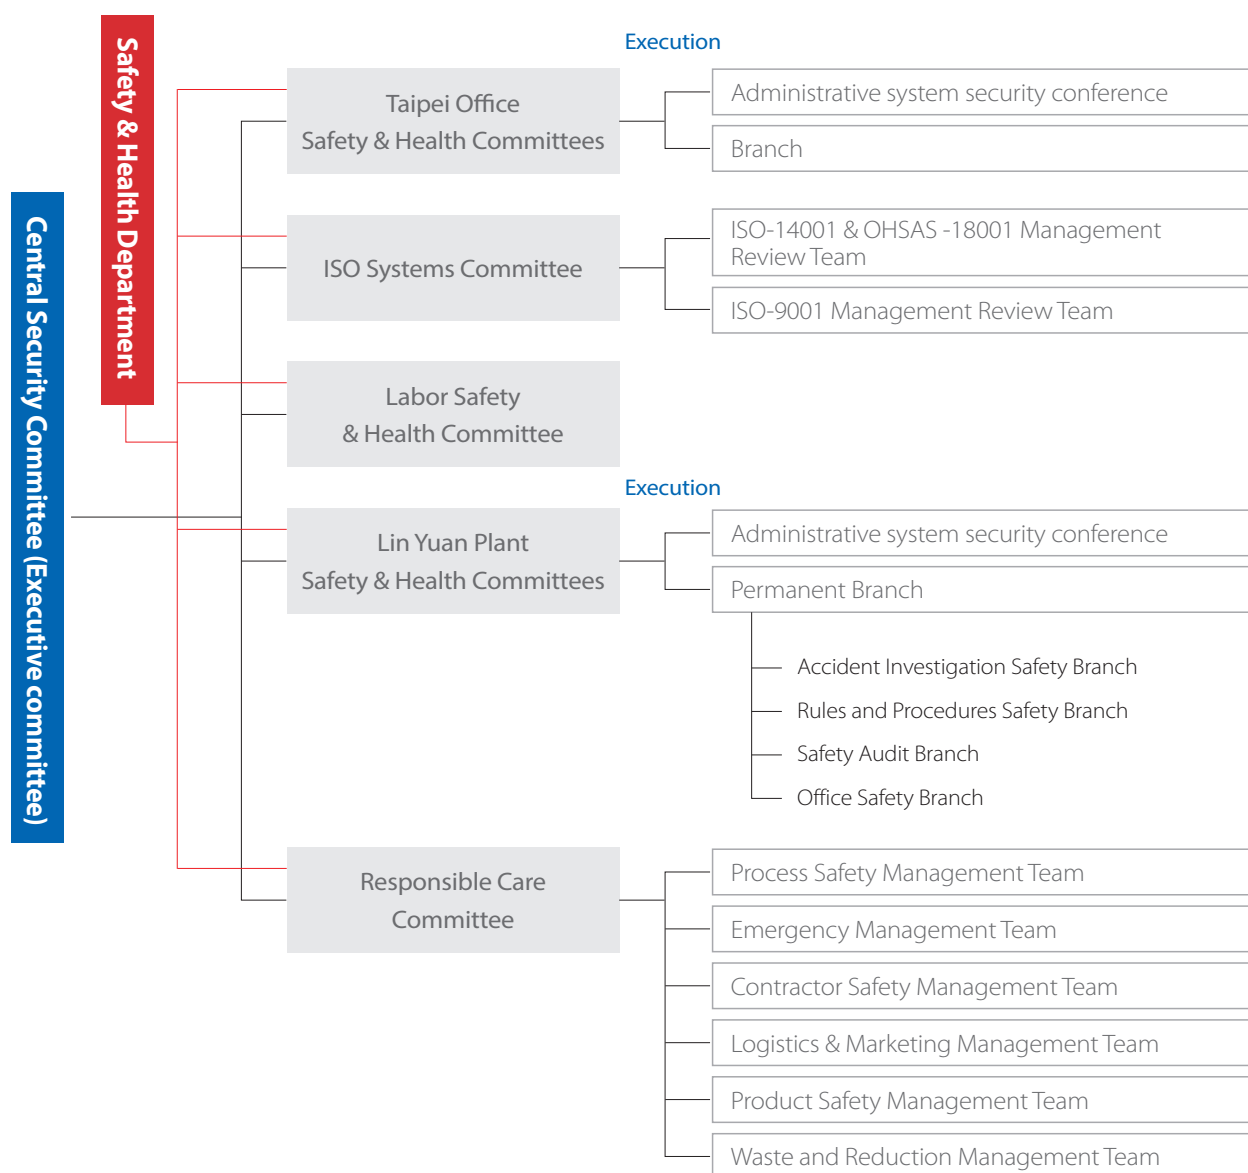 Central Security Committee (Executive committee)
Safety & Health Department
Execution
Taipei Office
Safety & Health Committees
Administrative system security conference
Branch
ISO Systems Committee
ISO-14001 & OHSAS -18001 Management
Review Team
ISO-9001 Management Review Team
Labor Safety
& Health Committee
Execution
Lin Yuan Plant
Safety & Health Committees
Administrative system security conference
Permanent Branch
Accident Investigation Safety Branch
Rules and Procedures Safety Branch
Safety Audit Branch
Office Safety Branch
Responsible Care
Committee
Process Safety Management Team
Emergency Management Team
Contractor Safety Management Team
Logistics & Marketing Management Team
Product Safety Management Team
Waste and Reduction Management Team